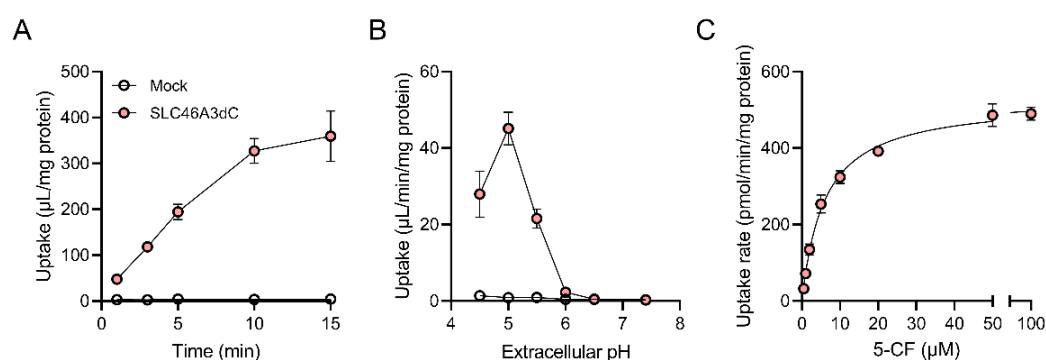 A
Uptake (μL/mg protein)
500
400
300
200
100
0
Mock
SLC46A3dC
0 5 10 15
Time (min)
B
Uptake (μL/min/mg protein)
60
40
20
0
4 5 6 7 8
Extracellular pH
C
Uptake rate (pmol/min/mg protein)
600
400
200
0
0 10 20 30 40 50 100
5-CF (μM)